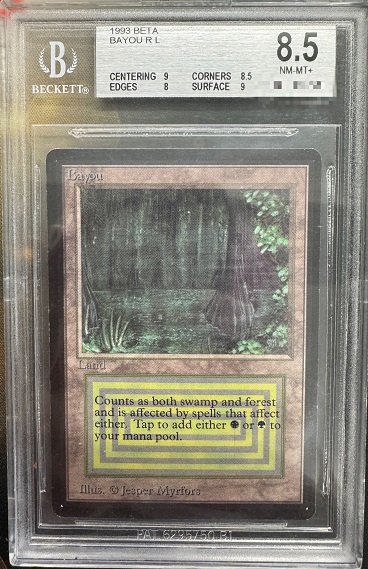 1993 BETA
BAYOU R L
BECKETT®
CENTERING 9 CORNERS 8.5
EDGES 8 SURFACE 9
8.5
NM-MT+
Bayou
Land
Counts as both swamp and forest
and is affected by spells that affect
either. Tap to add either or to
your mana pool.
Illus. © Jesper Myrfors